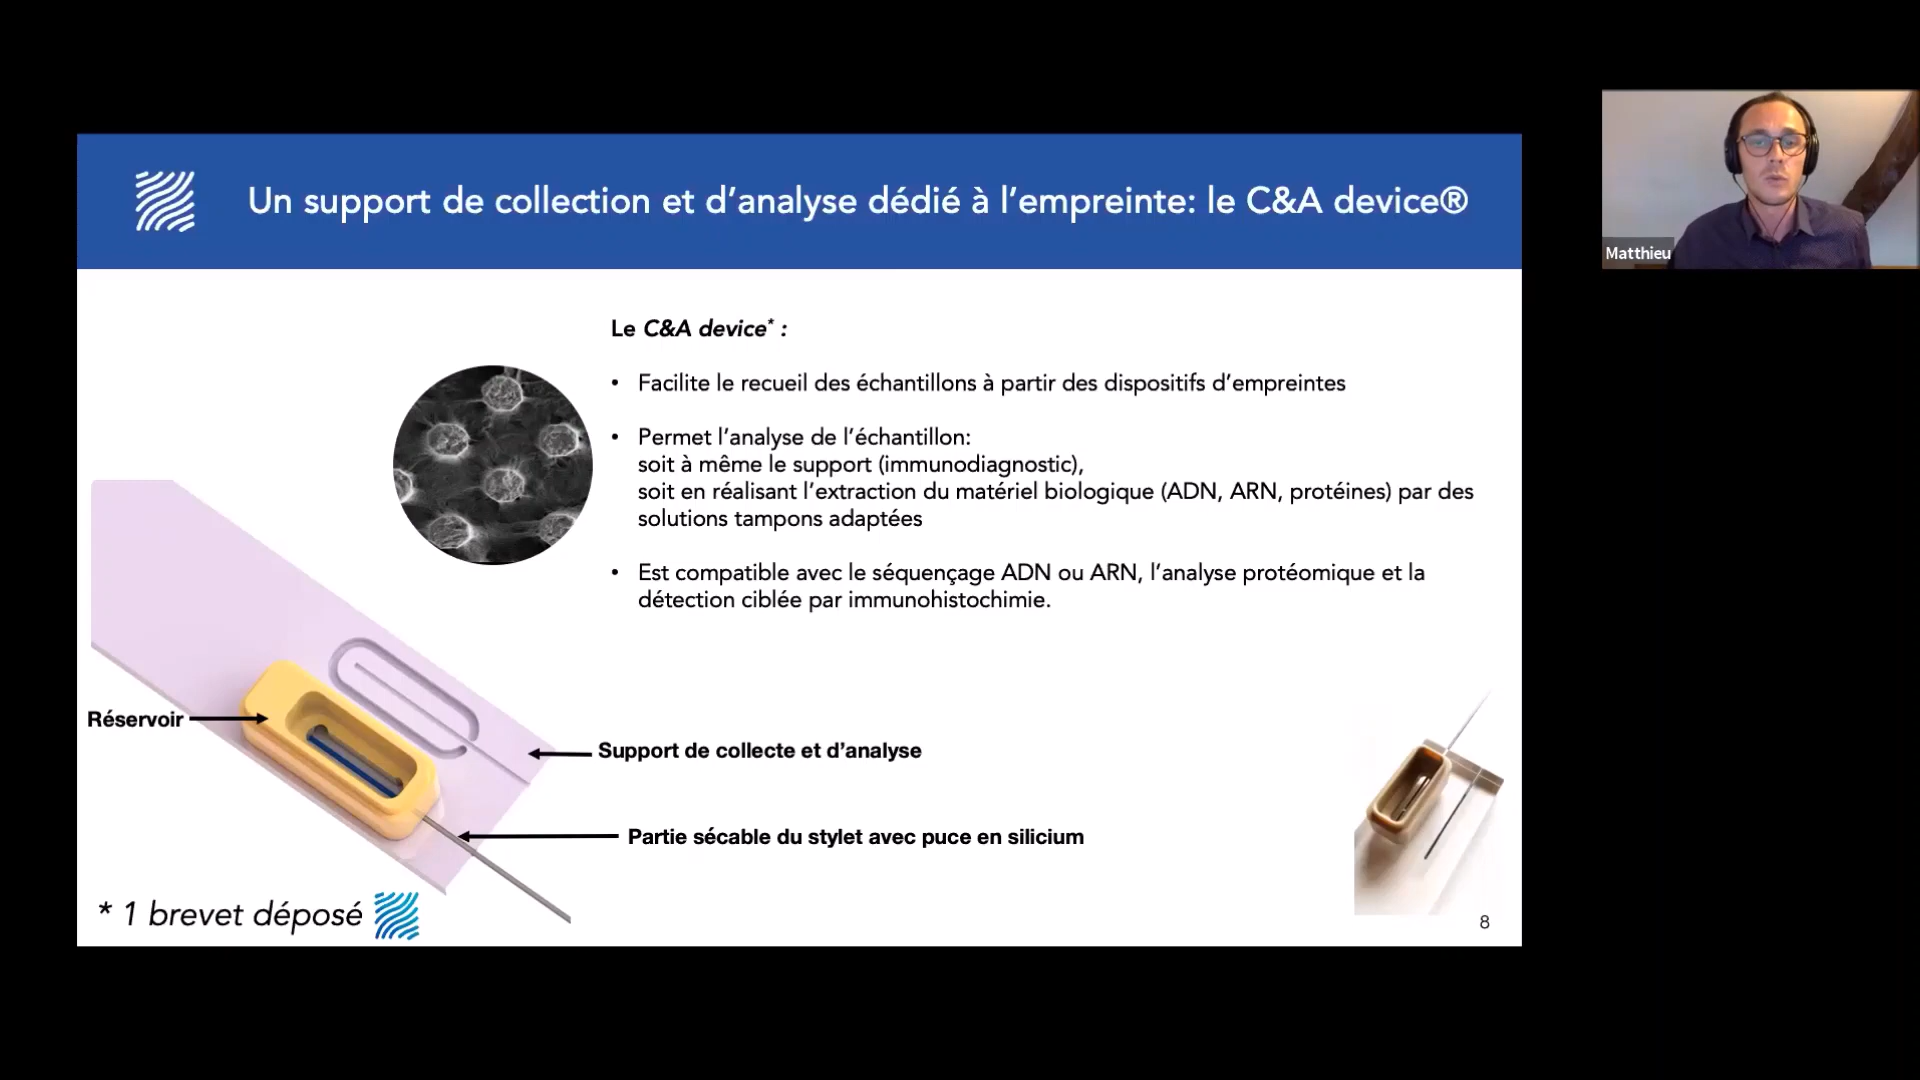 Un support de collection et d’analyse dédié à l’empreinte: le C&A device®
Matthieu
Le C&A device* :
• Facilite le recueil des échantillons à partir des dispositifs d’empreintes
• Permet l’analyse de l’échantillon:
soit à même le support (immunodiagnostic),
soit en réalisant l’extraction du matériel biologique (ADN, ARN, protéines) par des
solutions tampons adaptées
• Est compatible avec le séquençage ADN ou ARN, l’analyse protéomique et la
détection ciblée par immunohistochimie.
Réservoir
Support de collecte et d’analyse
Partie sécable du stylet avec puce en silicium
* 1 brevet déposé
8